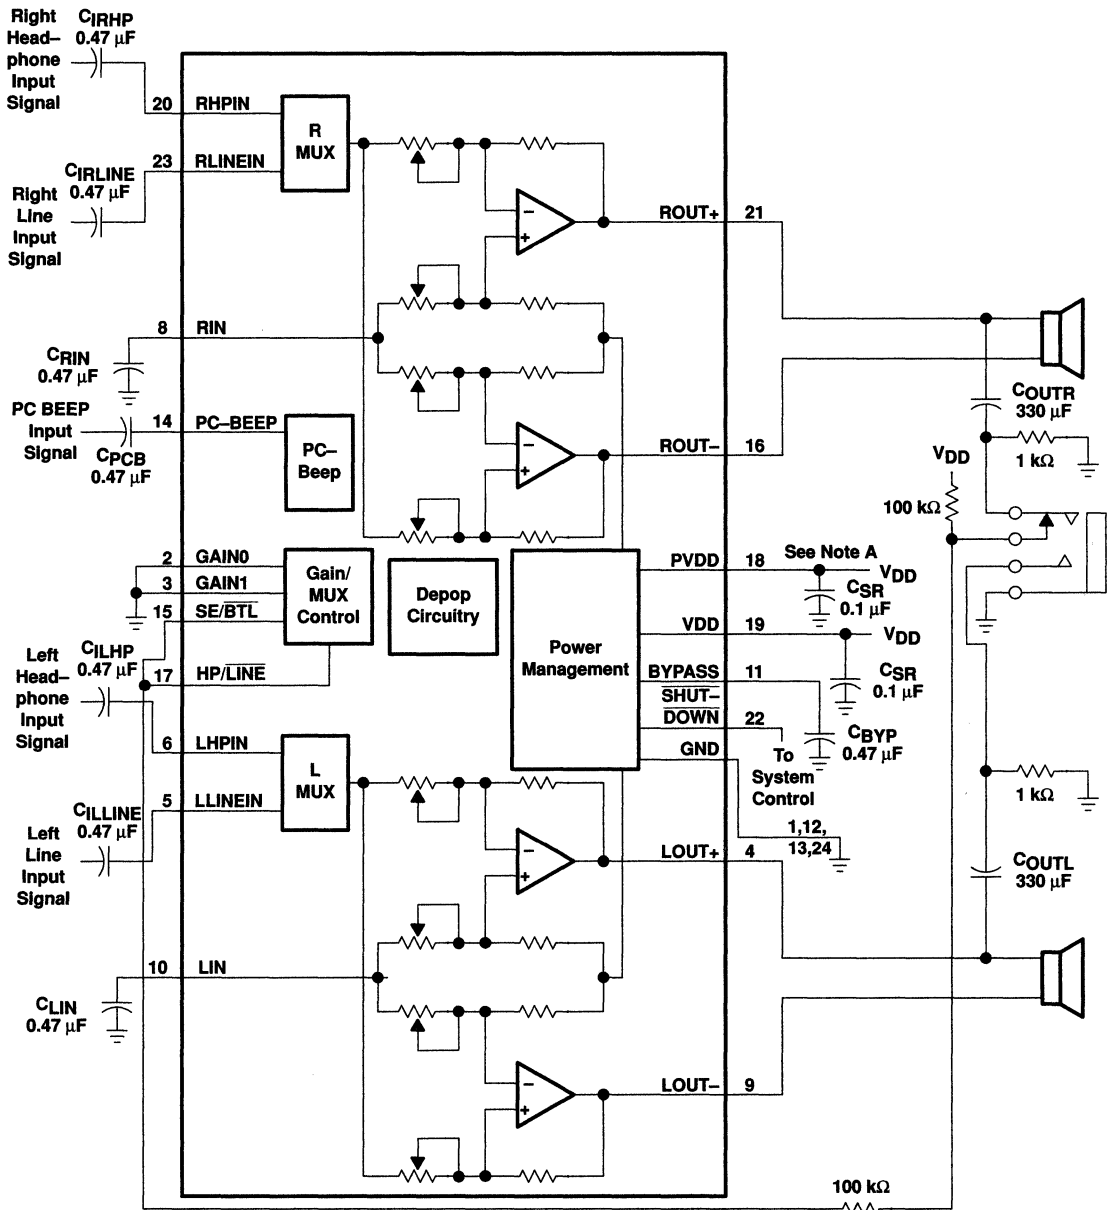 Right
Head–
phone
Input
Signal
CIRHP
0.47 μF
20 RHPIN
R
MUX
23 RLINEIN
CIRLINE
0.47 μF
Right
Line
Input
Signal
–
+
ROUT+ 21
8 RIN
CRIN
0.47 μF
PC BEEP
Input
Signal
CPCB
0.47 μF
14 PC–BEEP
PC–
Beep
–
+
ROUT– 16
COUTR
330 μF
1 kΩ
VDD
100 kΩ
2 GAIN0
3 GAIN1
15 SE/BTL
17 HP/LINE
Gain/
MUX
Control
Depop
Circuitry
Power
Management
PVDD 18
See Note A
VDD
CSR
0.1 μF
VDD 19
VDD
CSR
0.1 μF
BYPASS 11
SHUT–
DOWN 22
CBYP
0.47 μF
To
System
Control
GND
1,12,
13,24
CILHP
0.47 μF
Left
Head–
phone
Input
Signal
6 LHPIN
L
MUX
5 LLINEIN
CILLINE
0.47 μF
Left
Line
Input
Signal
–
+
LOUT+ 4
1 kΩ
COUTL
330 μF
10 LIN
CLIN
0.47 μF
–
+
LOUT– 9
100 kΩ